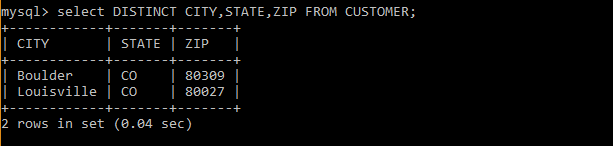 mysql> select DISTINCT CITY,STATE,ZIP FROM CUSTOMER;
+------------+-------+-------+
| CITY       | STATE | ZIP   |
+------------+-------+-------+
| Boulder    | CO    | 80309 |
| Louisville | CO    | 80027 |
+------------+-------+-------+
2 rows in set (0.04 sec)